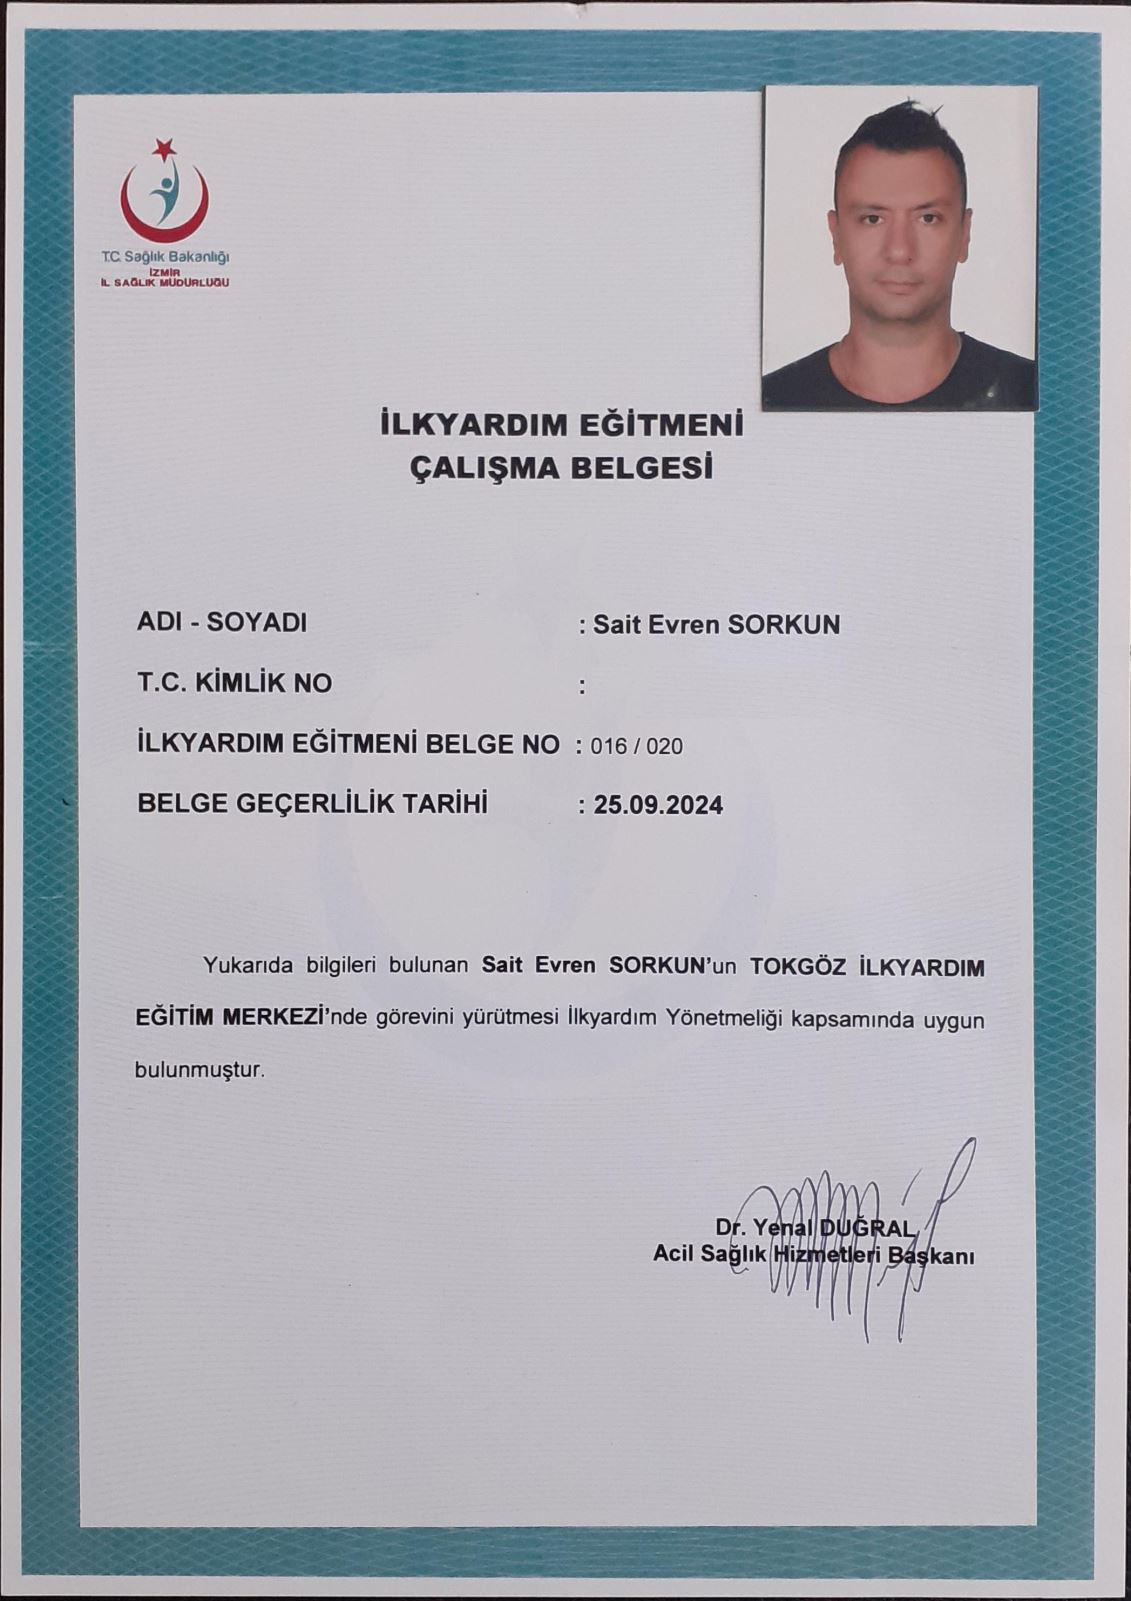 T.C. Sağlık Bakanlığı
İZMİR
İL SAĞLIK MÜDÜRLÜĞÜ
İLKYARDIM EĞİTMENİ
ÇALIŞMA BELGESİ
ADI - SOYADI : Sait Evren SORKUN
T.C. KİMLİK NO :
İLKYARDIM EĞİTMENİ BELGE NO : 016 / 020
BELGE GEÇERLİLİK TARİHİ : 25.09.2024
Yukarıda bilgileri bulunan Sait Evren SORKUN'un TOKGÖZ İLKYARDIM
EĞİTİM MERKEZİ'nde görevini yürütmesi İlkyardım Yönetmeliği kapsamında uygun
bulunmuştur.
Dr. Yenal DUĞRAL
Acil Sağlık Hizmetleri Başkanı